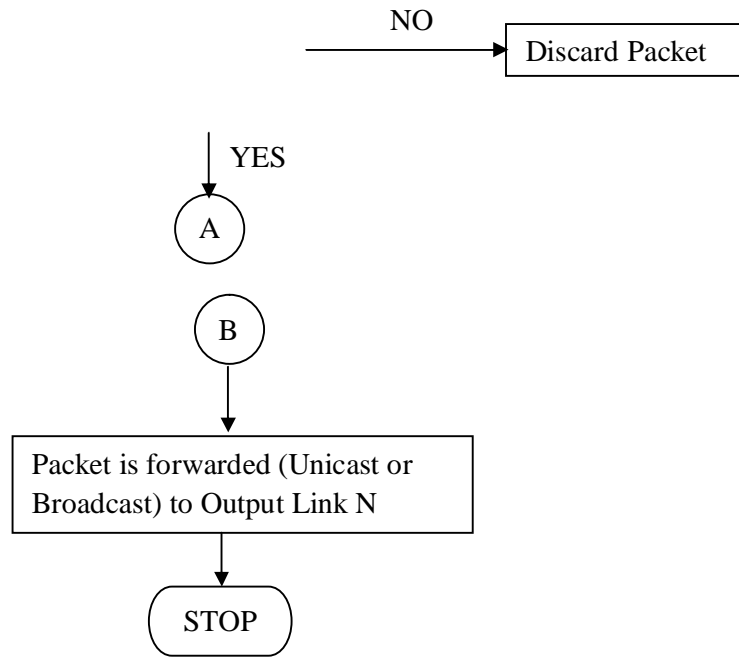 NO
Discard Packet
YES
A
B
Packet is forwarded (Unicast or
Broadcast) to Output Link N
STOP